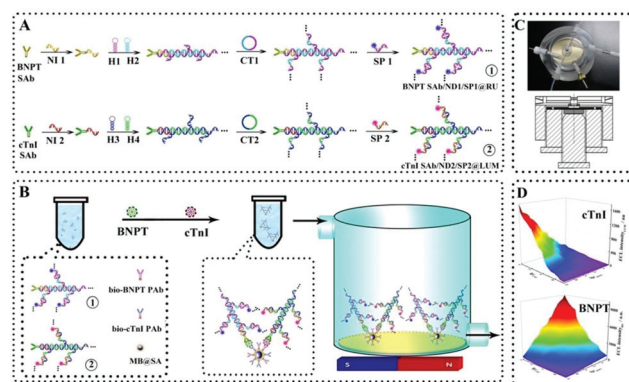 A
BNPT
SAb
NI 1
H1 H2
CT1
SP 1
BNPT SAb/ND1/SP1@RU
①
cTnI
SAb
NI 2
H3 H4
CT2
SP 2
cTnI SAb/ND2/SP2@LUM
②
B
BNPT
cTnI
①
②
bio-BNPT PAb
bio-cTnI PAb
MB@SA
S
N
C
D
cTnI
BNPT